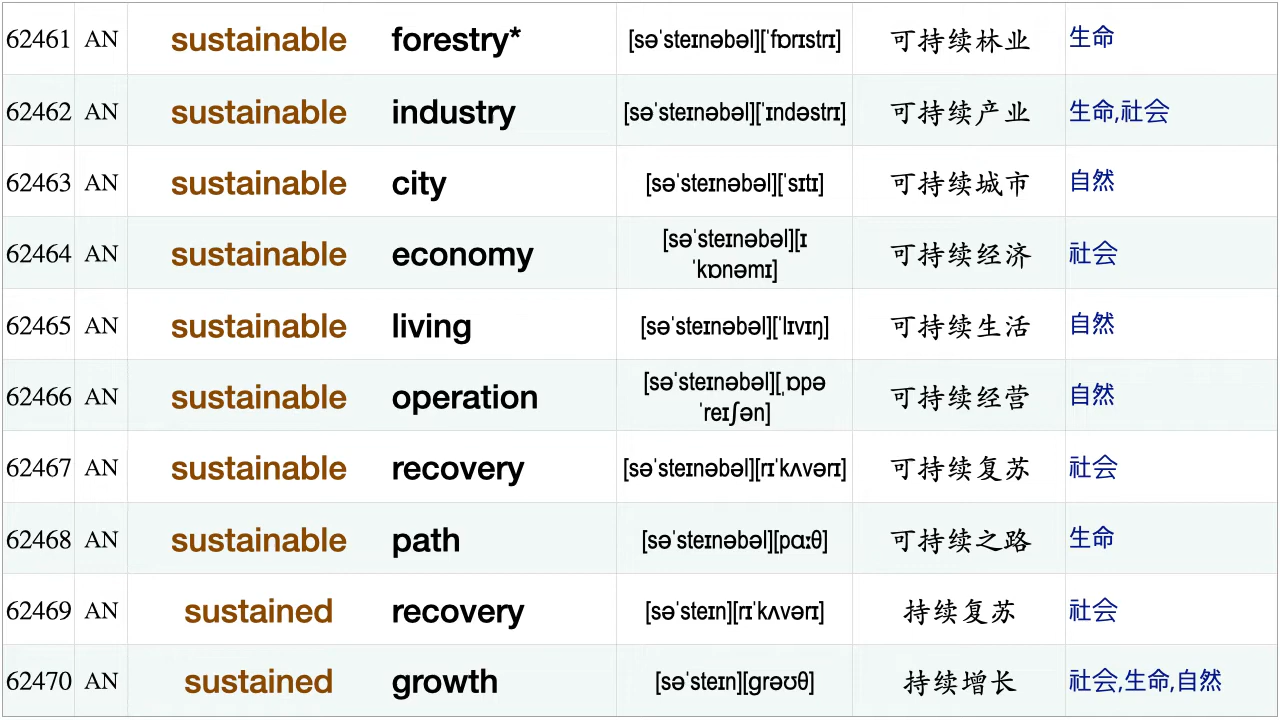 62461 AN sustainable forestry* [səˈsteɪnəbəl][ˈfɒrɪstrɪ] 可持续林业 生命
62462 AN sustainable industry [səˈsteɪnəbəl][ˈɪndəstrɪ] 可持续产业 生命,社会
62463 AN sustainable city [səˈsteɪnəbəl][ˈsɪtɪ] 可持续城市 自然
62464 AN sustainable economy [səˈsteɪnəbəl][ɪ
ˈkɒnəmɪ] 可持续经济 社会
62465 AN sustainable living [səˈsteɪnəbəl][ˈlɪvɪŋ] 可持续生活 自然
62466 AN sustainable operation [səˈsteɪnəbəl][ˌɒpə
ˈreɪʃən] 可持续经营 自然
62467 AN sustainable recovery [səˈsteɪnəbəl][rɪˈkʌvərɪ] 可持续复苏 社会
62468 AN sustainable path [səˈsteɪnəbəl][pɑɪθ] 可持续之路 生命
62469 AN sustained recovery [səˈsteɪn][rɪˈkʌvərɪ] 持续复苏 社会
62470 AN sustained growth [səˈsteɪn][ɡrəʊθ] 持续增长 社会,生命,自然